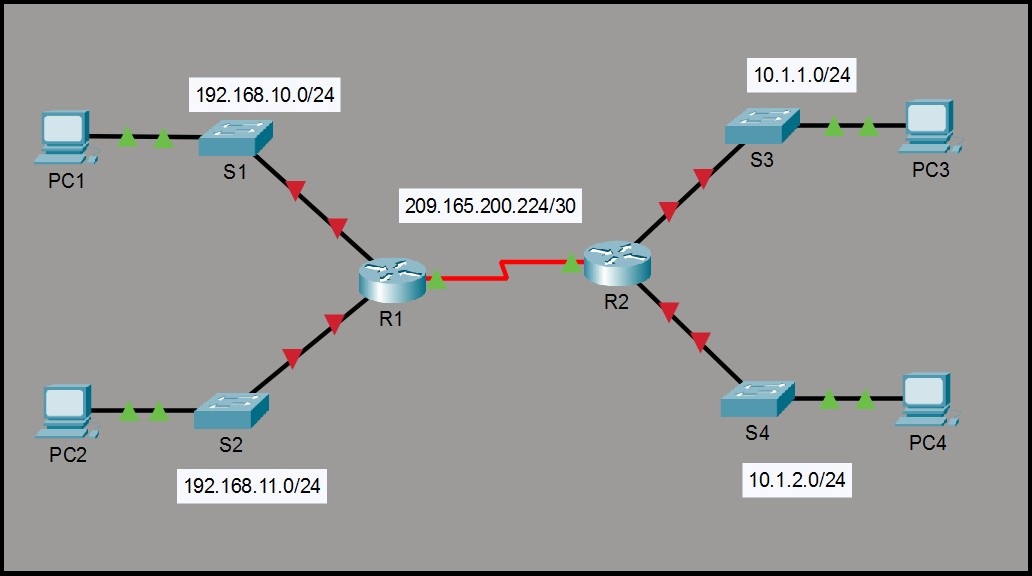 192.168.10.0/24
10.1.1.0/24
PC1
S1
S3
PC3
209.165.200.224/30
R1
R2
PC2
S2
S4
PC4
192.168.11.0/24
10.1.2.0/24